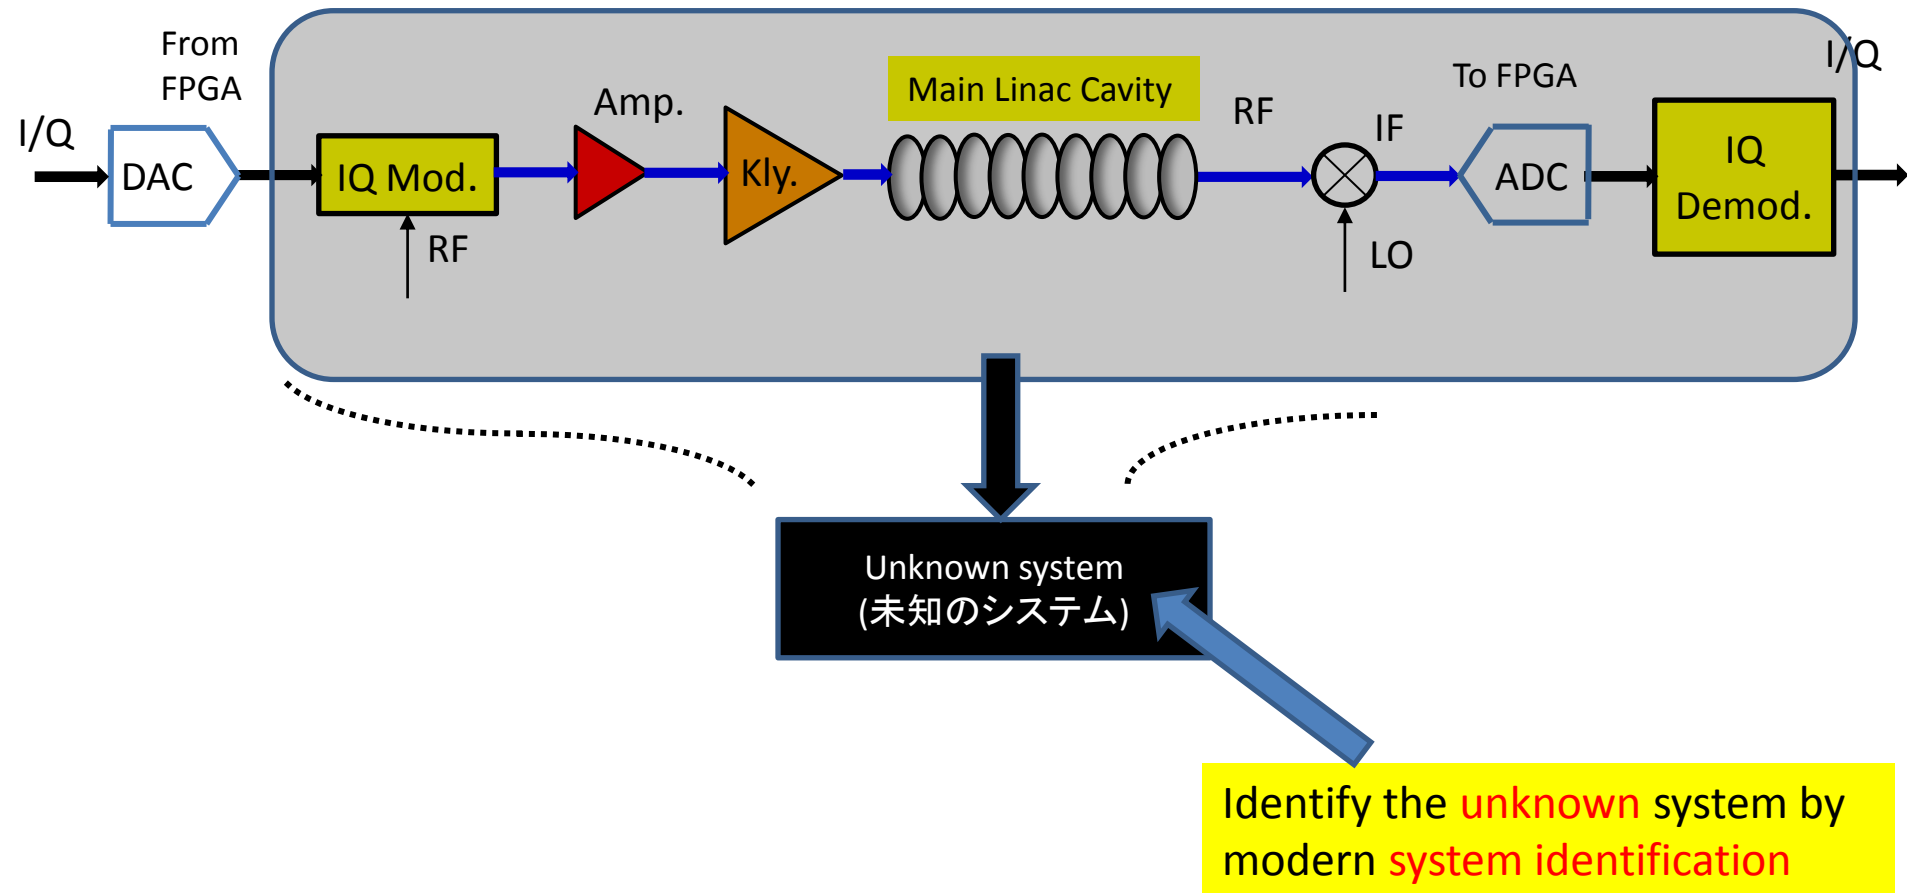 From
FPGA
I/Q
DAC
IQ Mod.
RF
Amp.
Kly.
Main Linac Cavity
RF
IF
LO
To FPGA
ADC
IQ
Demod.
I/Q
Unknown system
(未知のシステム)
Identify the unknown system by
modern system identification